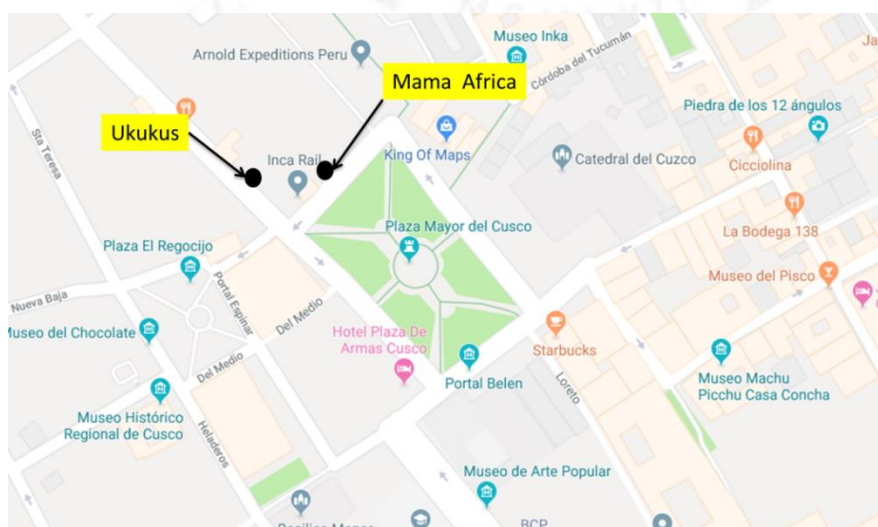 Museo Inka
Arnold Expeditions Peru
Córdoba del Tucumán
Mama Africa
Piedra de los 12 ángulos
Ukukus
Sta Teresa
Inca Rail
King Of Maps
Catedral del Cuzco
Cicciolina
Plaza Mayor del Cusco
La Bodega 138
Plaza El Regocijo
Museo del Pisco
Nueva Baja
Portal Espinar
Del Medio
Museo del Chocolate
Hotel Plaza De
Armas Cusco
Starbucks
Del Medio
Portal Belen
Loreto
Museo Machu
Picchu Casa Concha
Museo Histórico
Regional de Cusco
Heladeros
Museo de Arte Popular
BCP